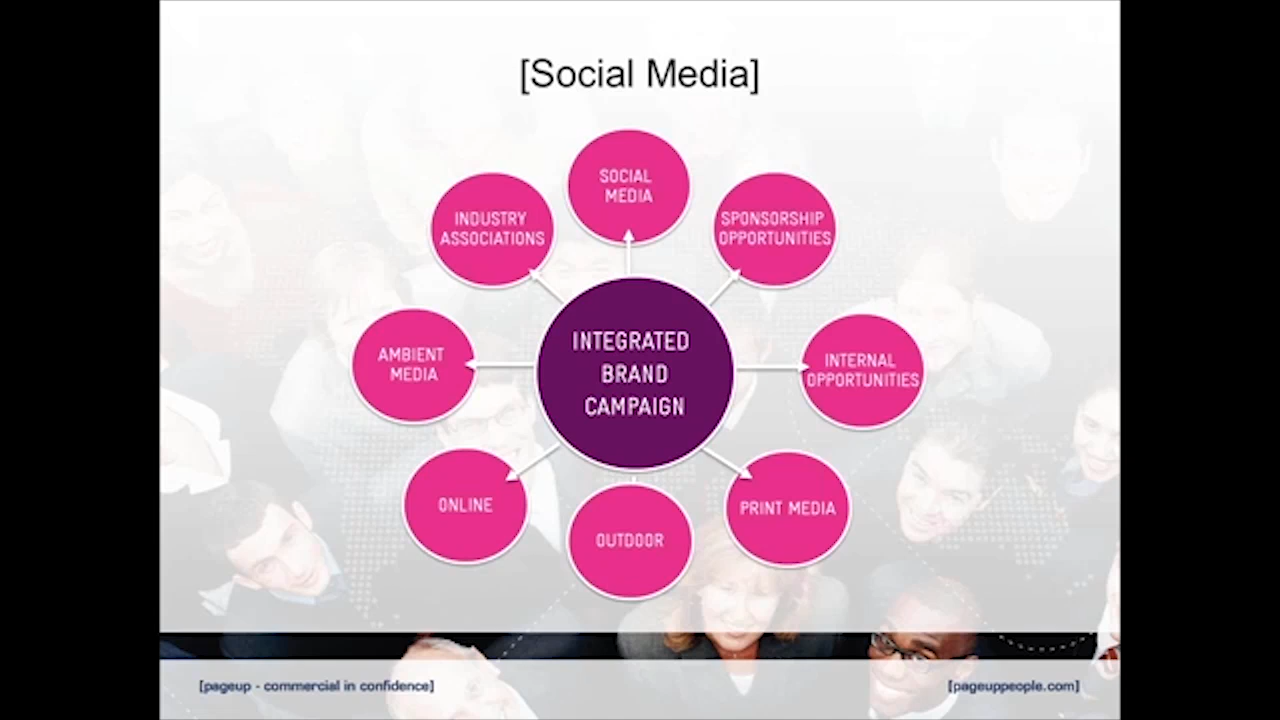 [Social Media]
SOCIAL
MEDIA
SPONSORSHIP
OPPORTUNITIES
INTERNAL
OPPORTUNITIES
PRINT MEDIA
OUTDOOR
ONLINE
AMBIENT
MEDIA
INDUSTRY
ASSOCIATIONS
INTEGRATED
BRAND
CAMPAIGN
[pageup - commercial in confidence]
[pageuppeople.com]